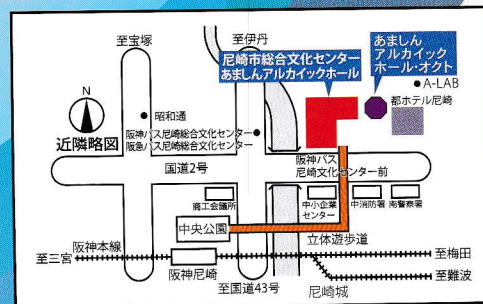 至宝塚
至伊丹
尼崎市総合文化センター
あましんアルカイックホール
あましん
アルカイック
ホール・オクト
A-LAB
都ホテル尼崎
N
近隣略図
昭和通
阪神バス尼崎総合文化センター
阪急バス尼崎総合文化センター
国道2号
阪神バス
尼崎文化センター前
商工会議所
中小企業
センター
中消防署
南警察署
中央公園
立体遊歩道
阪神本線
至三宮
阪神尼崎
至梅田
至難波
至国道43号
尼崎城